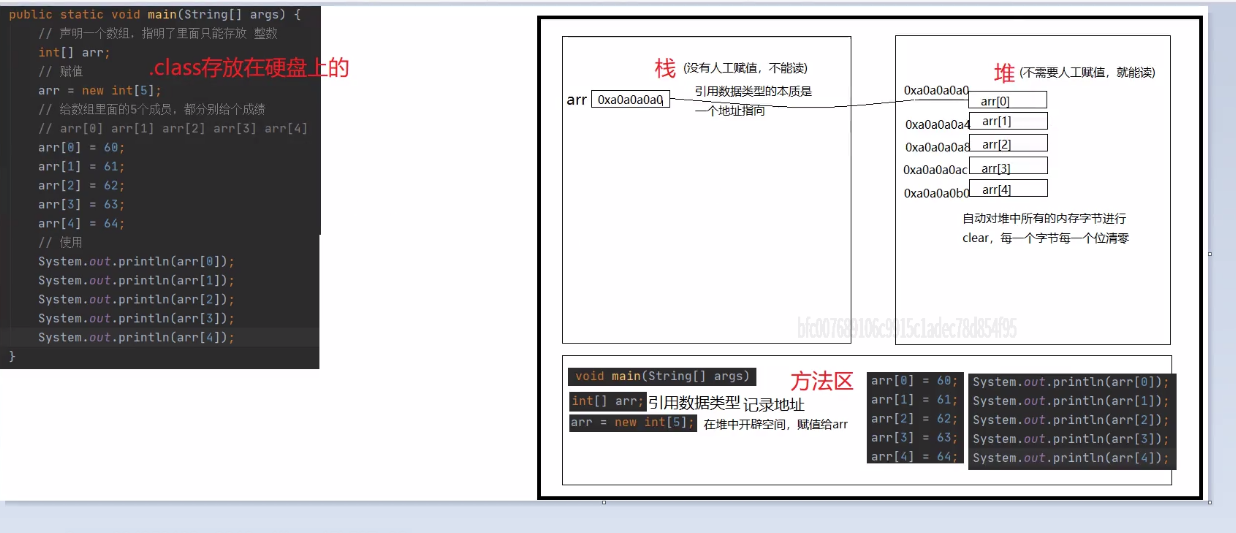 public static void main(String[] args) {
// 声明一个数组，指明了里面只能存放 整数
int[] arr;
// 赋值
.class存放在硬盘上的
arr = new int[5];
// 给数组里面的5个成员，都分别给个成绩
// arr[0] arr[1] arr[2] arr[3] arr[4]
arr[0] = 60;
arr[1] = 61;
arr[2] = 62;
arr[3] = 63;
arr[4] = 64;
// 使用
System.out.println(arr[0]);
System.out.println(arr[1]);
System.out.println(arr[2]);
System.out.println(arr[3]);
System.out.println(arr[4]);
}
栈 (没有人工赋值，不能读)
arr 0xa0a0a0a0
引用数据类型的本质是
一个地址指向
堆 (不需要人工赋值，就能读)
0xa0a0a0a0 arr[0]
0xa0a0a0a4 arr[1]
0xa0a0a0a8 arr[2]
0xa0a0a0ac arr[3]
0xa0a0a0b0 arr[4]
自动对堆中所有的内存字节进行
clear，每一个字节每一个位清零
bfc007689106c9915c1adec78d854f95
方法区
void main(String[] args)
int[] arr; 引用数据类型 记录地址
arr = new int[5]; 在堆中开辟空间，赋值给arr
arr[0] = 60;
arr[1] = 61;
arr[2] = 62;
arr[3] = 63;
arr[4] = 64;
System.out.println(arr[0]);
System.out.println(arr[1]);
System.out.println(arr[2]);
System.out.println(arr[3]);
System.out.println(arr[4]);